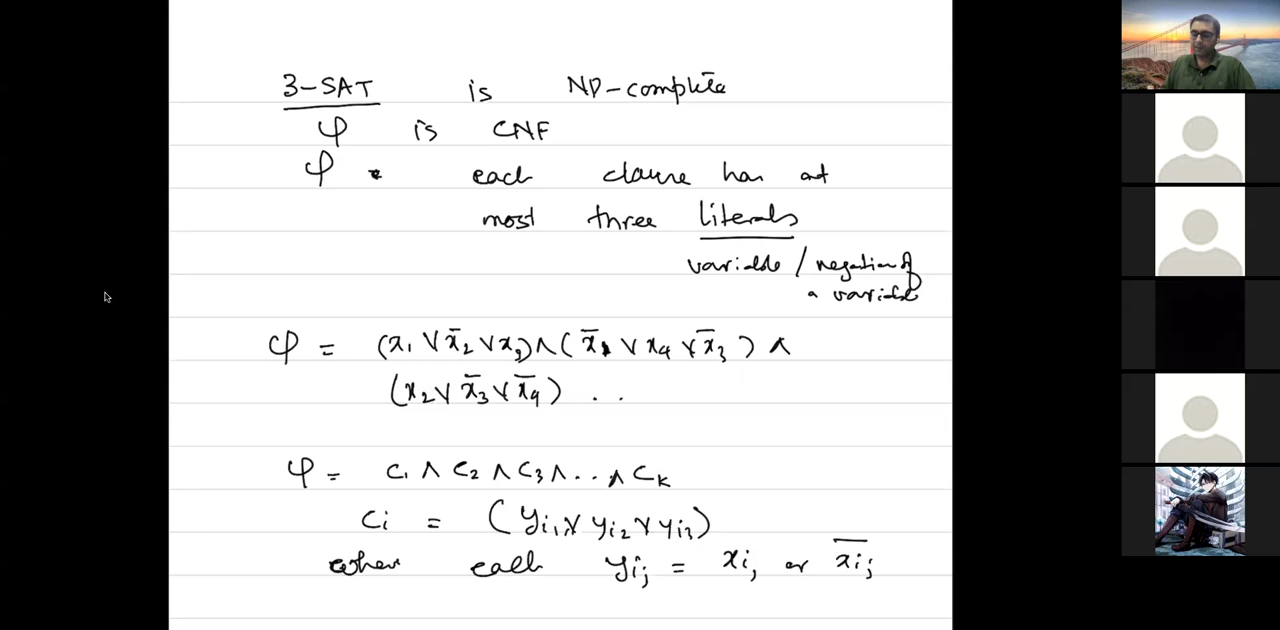 3-SAT is NP-complete
φ is CNF
φ each clause has at
most three literals
variable / negation of
a variable
φ = (x₁ ∨ x̄₂ ∨ x₃) ∧ (x̄₁ ∨ x₄ ∨ x̄₃) ∧
(x₂ ∨ x̄₃ ∨ x̄₄) . .
φ = C₁ ∧ C₂ ∧ C₃ ∧ . . ∧ Cₖ
Cᵢ = (yᵢ₁ ∨ yᵢ₂ ∨ yᵢ₃)
where each yᵢⱼ = xᵢⱼ or x̄ᵢⱼ